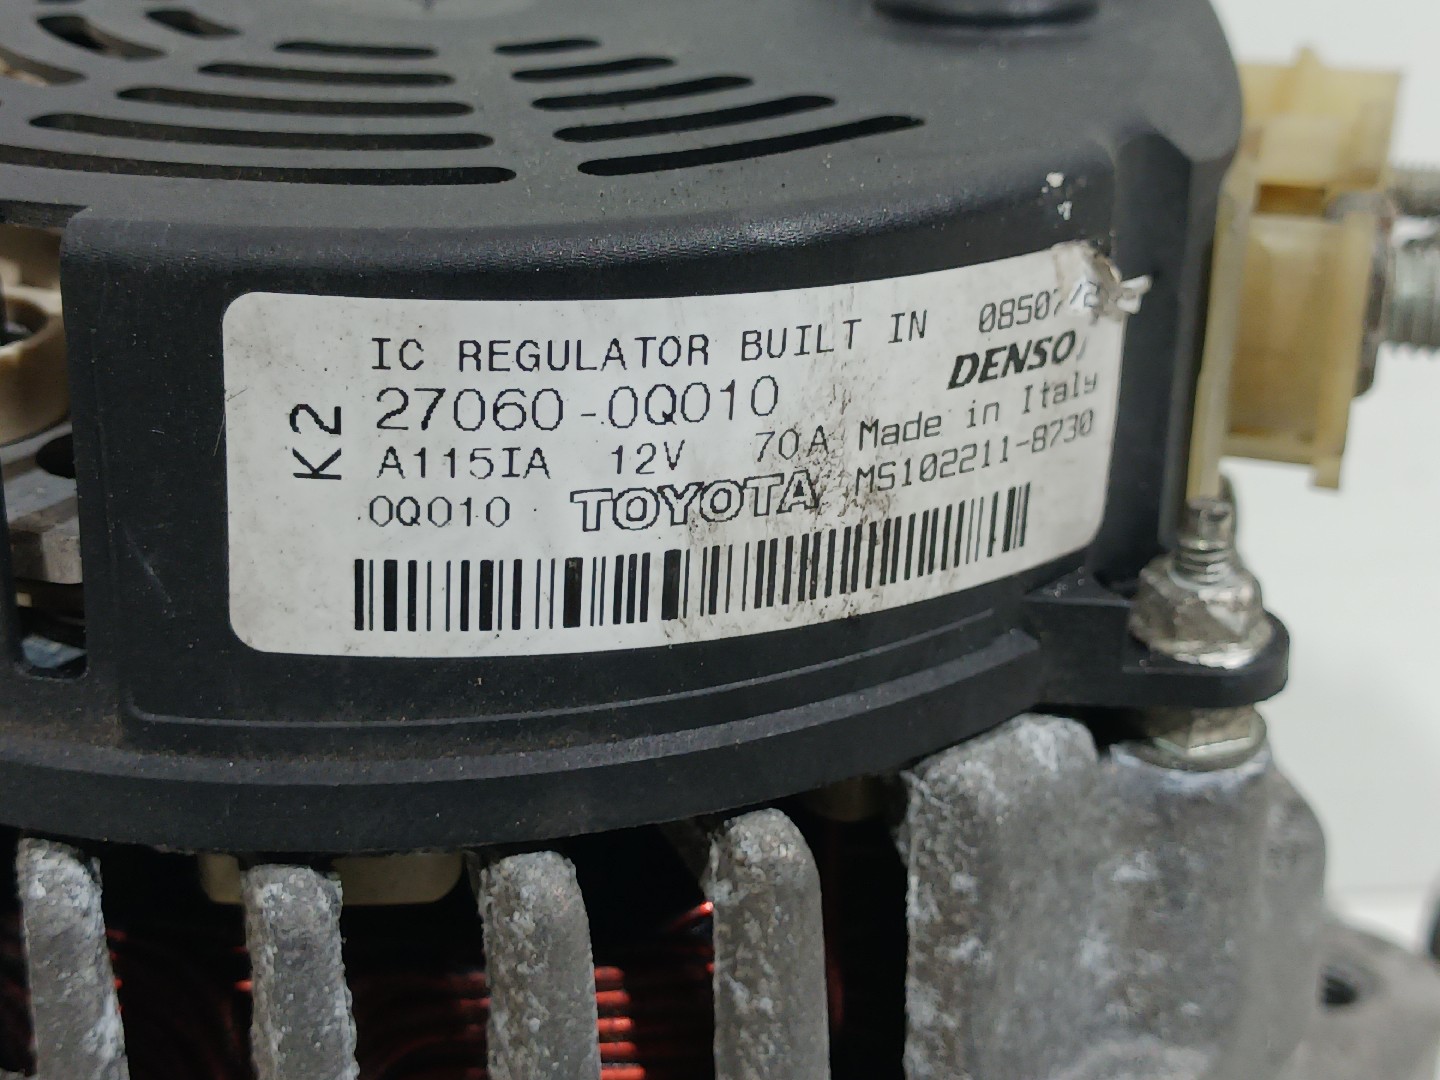 IC REGULATOR BUILT IN
K2
27060-0Q010 DENSO
A115IA 12V 70A Made in Italy
0Q010 TOYOTA MS102211-8730